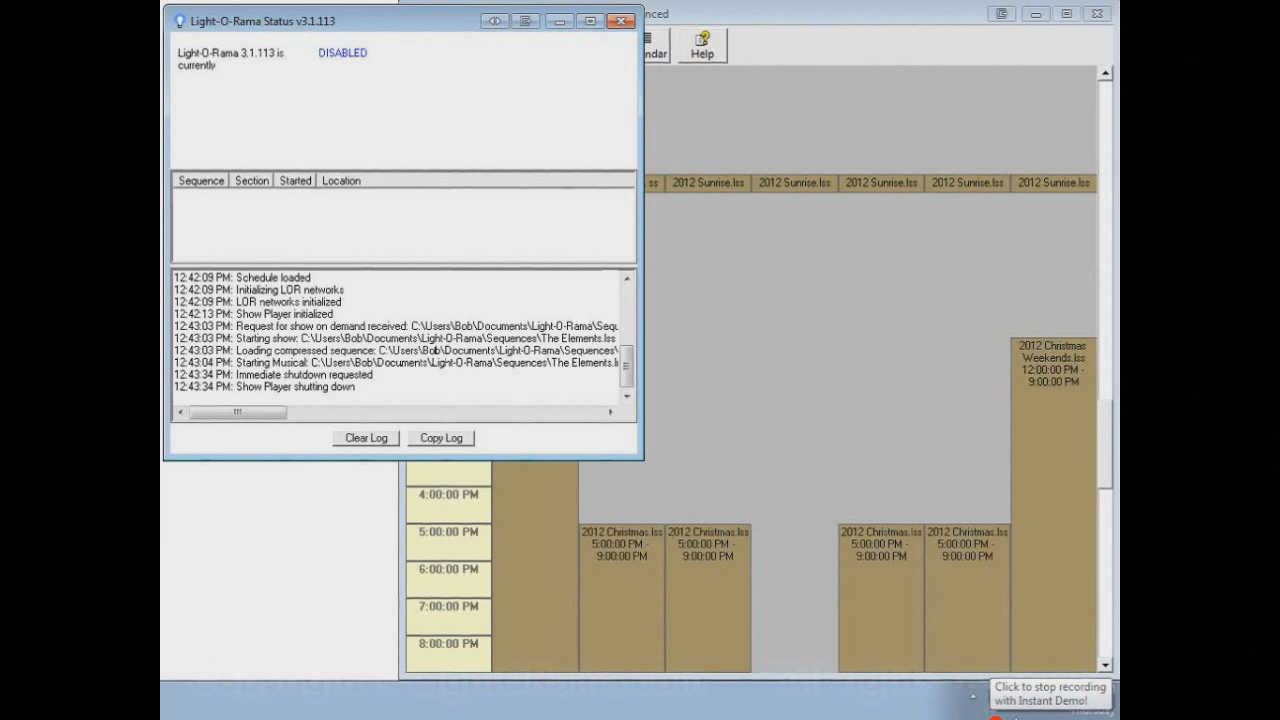 Light-O-Rama Status v3.1.113
Light-O-Rama 3.1.113 is currently
DISABLED
Sequence Section Started Location
12:42:09 PM: Schedule loaded
12:42:09 PM: Initializing LOR networks
12:42:09 PM: LOR networks initialized
12:42:13 PM: Show Player initialized
12:43:03 PM: Request for show on demand received: C:\Users\Bob\Documents\Light-O-Rama\Sequ
12:43:03 PM: Starting show: C:\Users\Bob\Documents\Light-O-Rama\Sequences\The Elements.lss
12:43:03 PM: Loading compressed sequence: C:\Users\Bob\Documents\Light-O-Rama\Sequences\
12:43:04 PM: Starting Musical: C:\Users\Bob\Documents\Light-O-Rama\Sequences\The Elements.l
12:43:34 PM: Immediate shutdown requested
12:43:34 PM: Show Player shutting down
Clear Log Copy Log
nced
ndar Help
ss 2012 Sunrise.lss 2012 Sunrise.lss 2012 Sunrise.lss 2012 Sunrise.lss 2012 Sunrise.lss
2012 Christmas
Weekends.lss
12:00:00 PM -
9:00:00 PM
4:00:00 PM
5:00:00 PM
6:00:00 PM
7:00:00 PM
8:00:00 PM
2012 Christmas.lss 2012 Christmas.lss 2012 Christmas.lss 2012 Christmas.lss
5:00:00 PM - 5:00:00 PM - 5:00:00 PM - 5:00:00 PM -
9:00:00 PM 9:00:00 PM 9:00:00 PM 9:00:00 PM
Click to stop recording
with Instant Demo!
Thursday